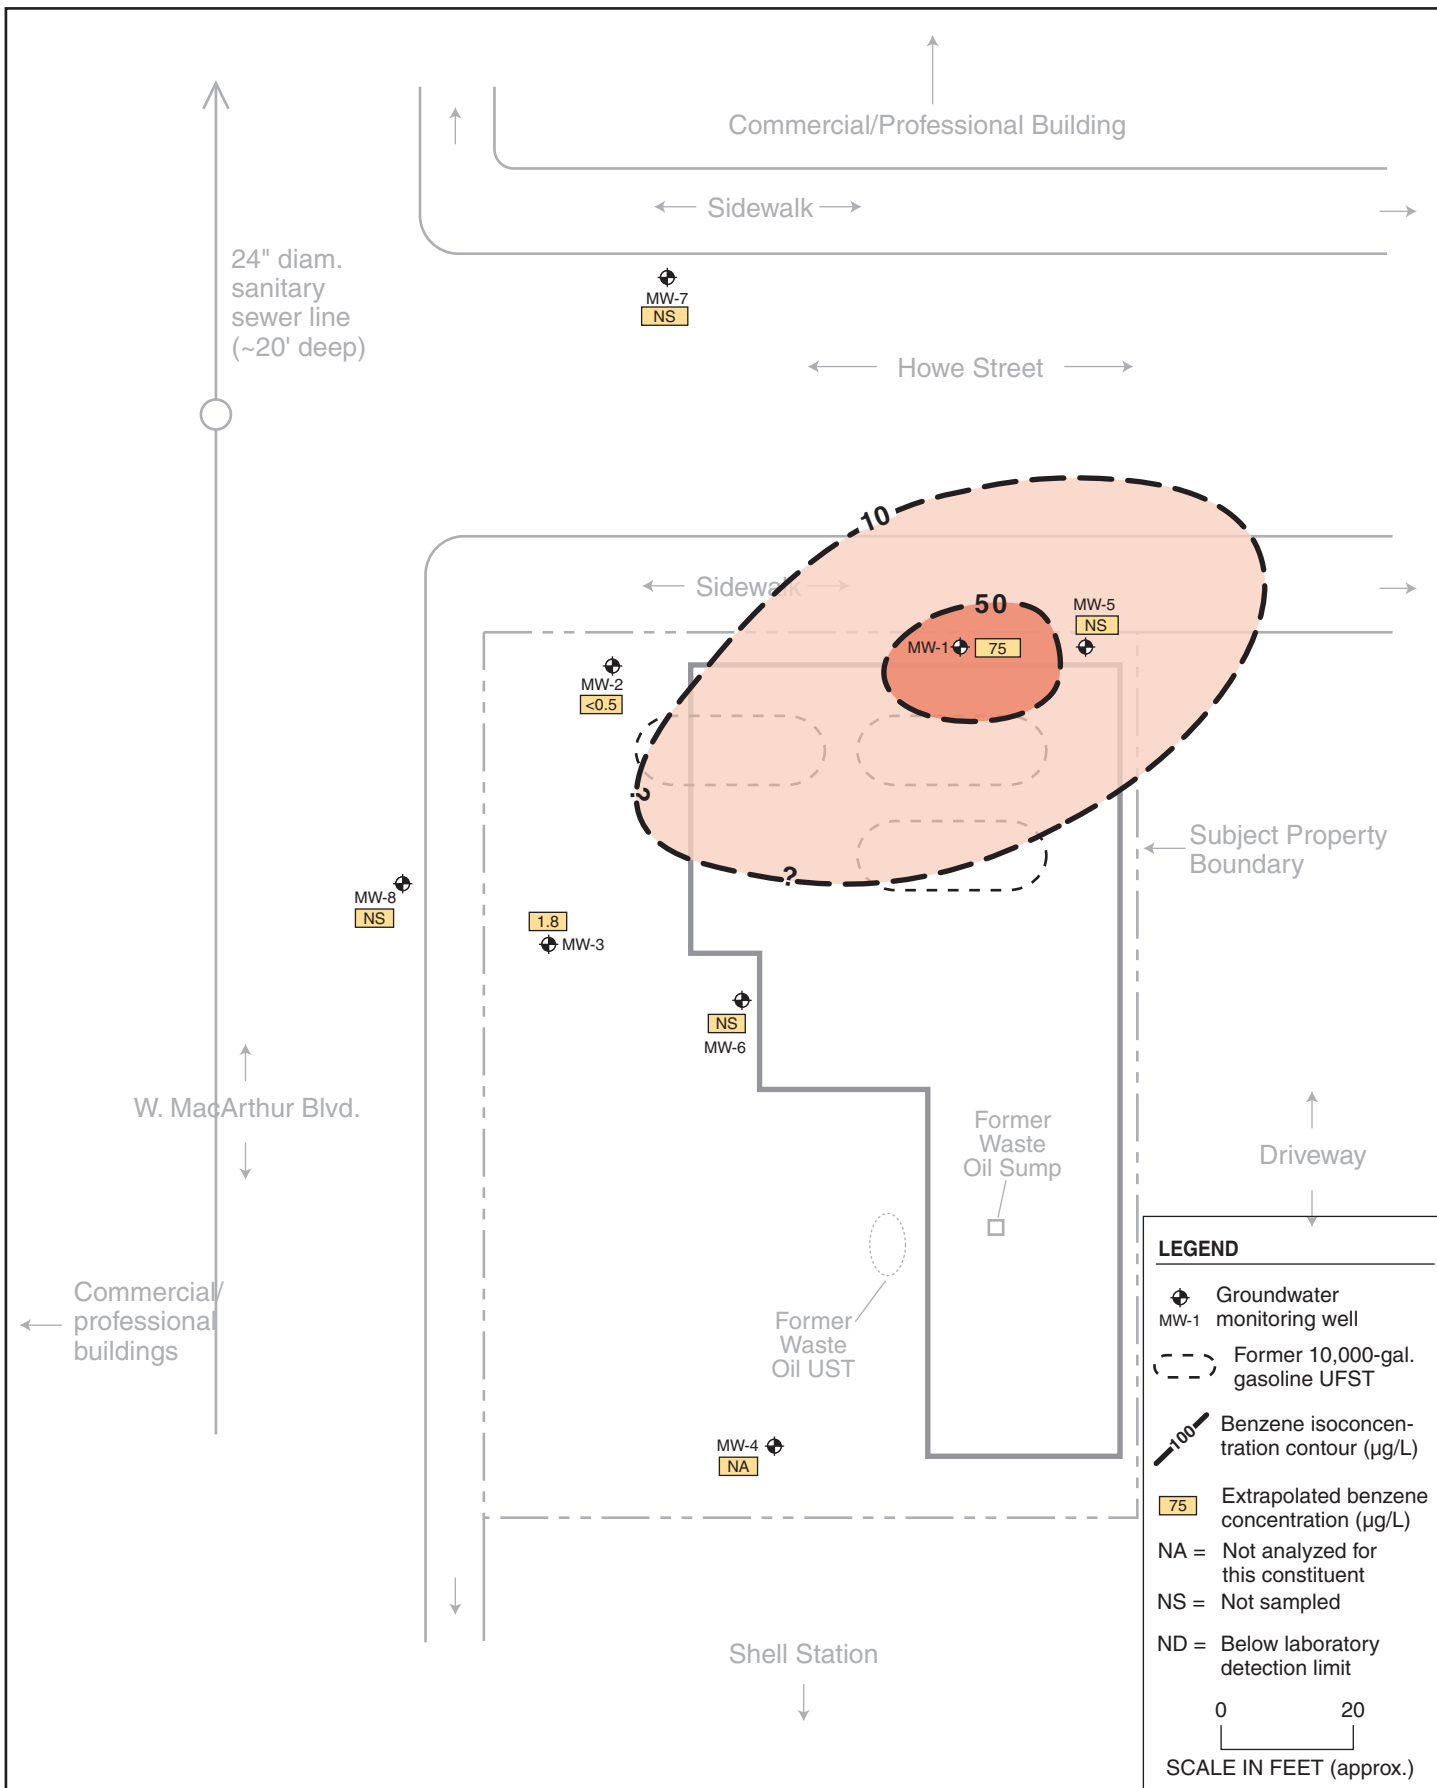 Commercial/Professional Building
Sidewalk
24" diam.
sanitary
sewer line
(~20' deep)
MW-7
NS
Howe Street
10
Sidewalk
50
MW-5
NS
MW-1
75
MW-2
<0.5
?
?
Subject Property
Boundary
MW-8
NS
1.8
MW-3
NS
MW-6
W. MacArthur Blvd.
Former
Waste
Oil Sump
Driveway
Commercial/
professional
buildings
Former
Waste
Oil UST
MW-4
NA
Shell Station
LEGEND
MW-1
Groundwater
monitoring well
Former 10,000-gal.
gasoline UFST
100
Benzene isoconcen-
tration contour (µg/L)
75
Extrapolated benzene
concentration (µg/L)
NA = Not analyzed for
this constituent
NS = Not sampled
ND = Below laboratory
detection limit
0 20
SCALE IN FEET (approx.)